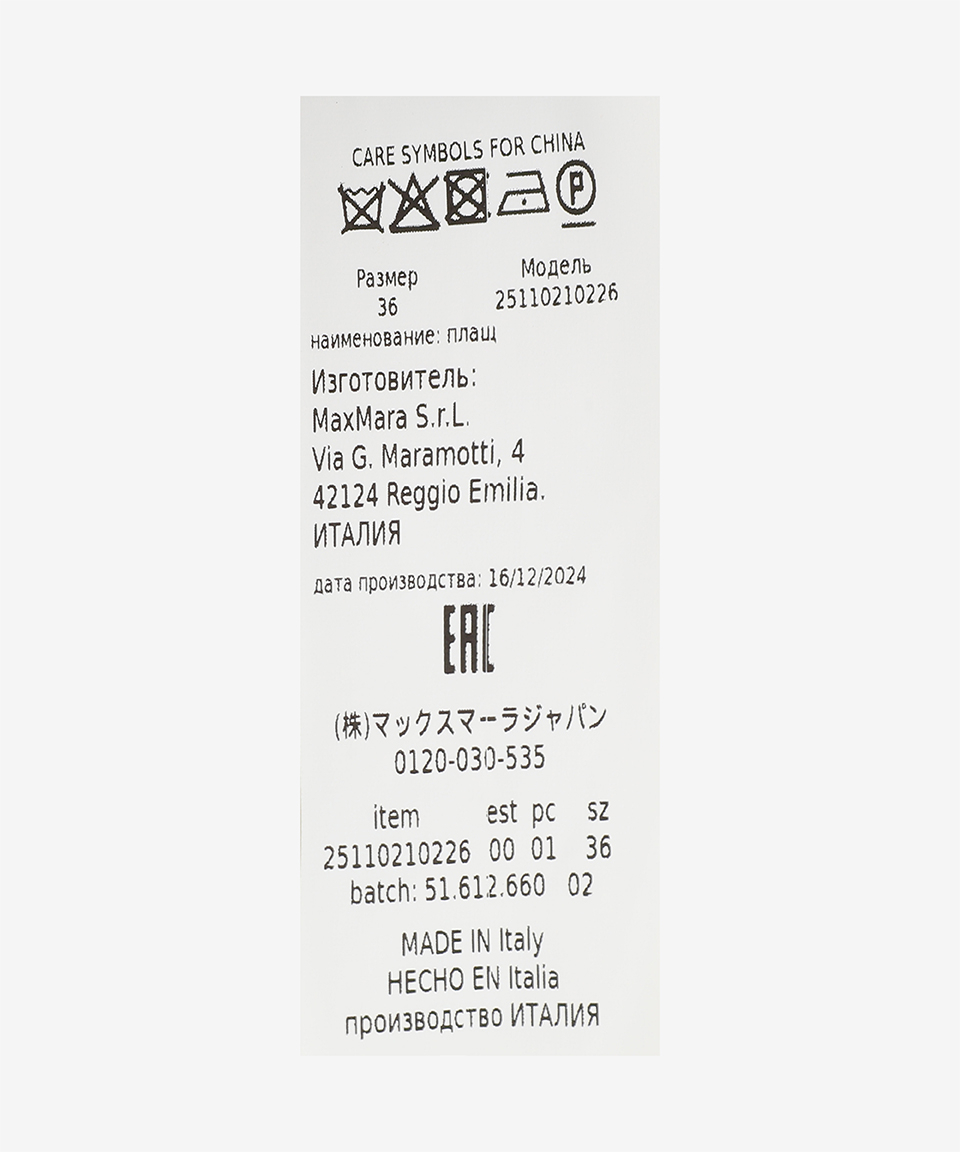 CARE SYMBOLS FOR CHINA
P
Размер Модель
36 25110210226
наименование: плащ
Изготовитель:
MaxMara S.r.L.
Via G. Maramotti, 4
42124 Reggio Emilia.
ИТАЛИЯ
дата производства: 16/12/2024
EAC
(株)マックスマーラジャパン
0120-030-535
item est pc sz
25110210226 00 01 36
batch: 51.612.660 02
MADE IN Italy
HECHO EN Italia
производство ИТАЛИЯ